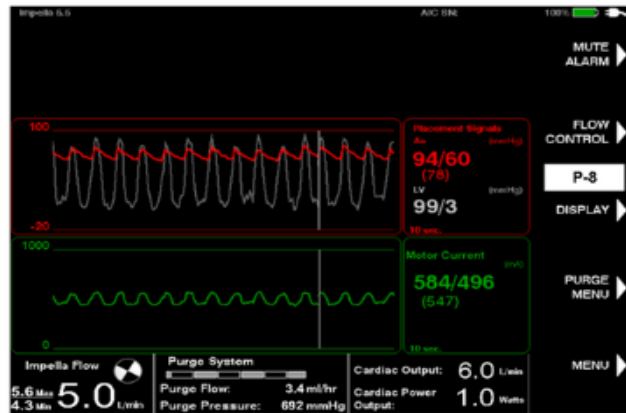 Impella 5.5
AIC SN:
100%
MUTE
ALARM
FLOW
CONTROL
P-8
DISPLAY
PURGE
MENU
MENU
100
-20
Placement Signals
Ao (mmHg)
94/60
(78)
LV (mmHg)
99/3
10 sec.
1000
0
Motor Current
(mA)
584/496
(547)
10 sec.
Impella Flow
5.6 Max
4.3 Min
5.0 L/min
Purge System
Purge Flow: 3.4 ml/hr
Purge Pressure: 692 mmHg
Cardiac Output: 6.0 L/min
Cardiac Power
Output: 1.0 Watts